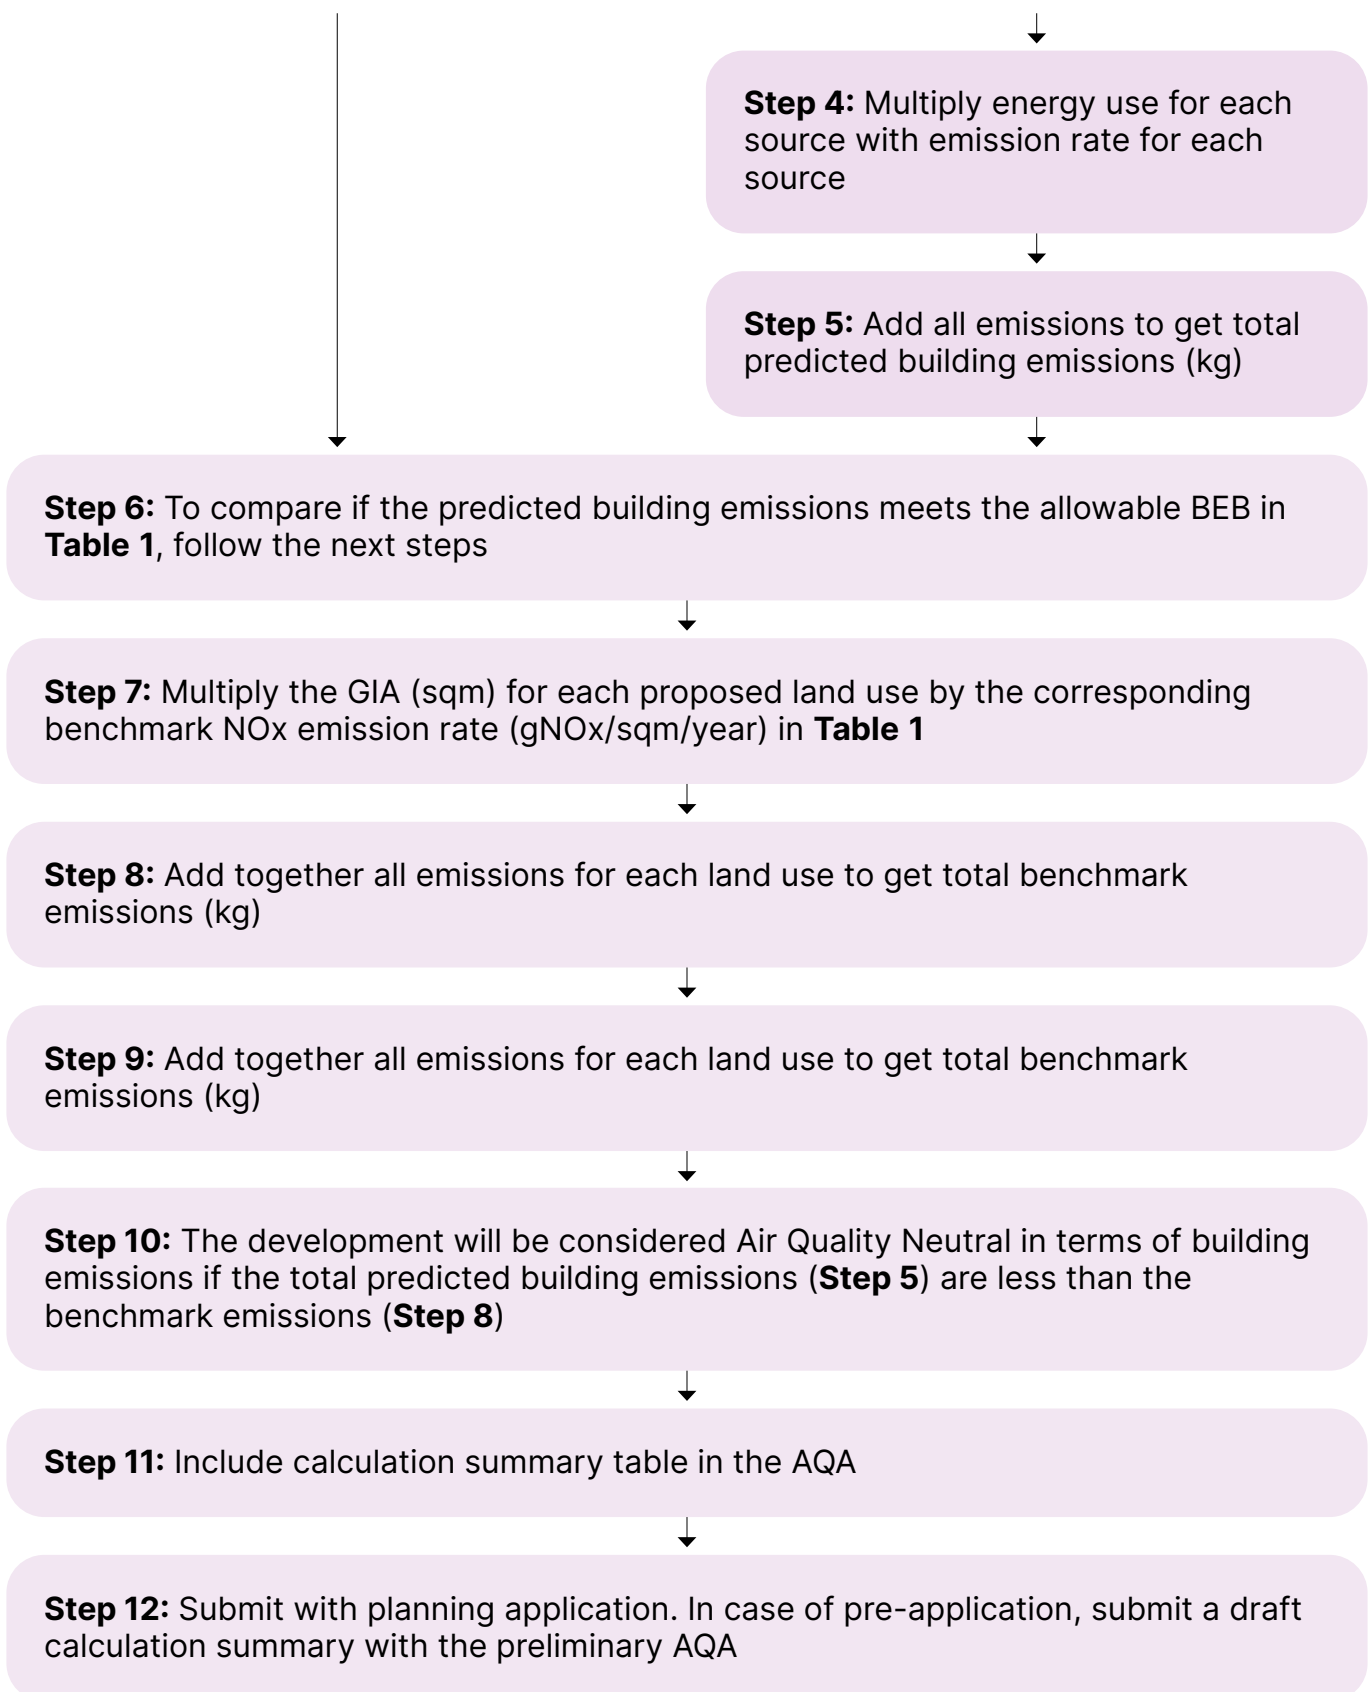 Step 4: Multiply energy use for each
source with emission rate for each
source
Step 5: Add all emissions to get total
predicted building emissions (kg)
Step 6: To compare if the predicted building emissions meets the allowable BEB in
Table 1, follow the next steps
Step 7: Multiply the GIA (sqm) for each proposed land use by the corresponding
benchmark NOx emission rate (gNOx/sqm/year) in Table 1
Step 8: Add together all emissions for each land use to get total benchmark
emissions (kg)
Step 9: Add together all emissions for each land use to get total benchmark
emissions (kg)
Step 10: The development will be considered Air Quality Neutral in terms of building
emissions if the total predicted building emissions (Step 5) are less than the
benchmark emissions (Step 8)
Step 11: Include calculation summary table in the AQA
Step 12: Submit with planning application. In case of pre-application, submit a draft
calculation summary with the preliminary AQA